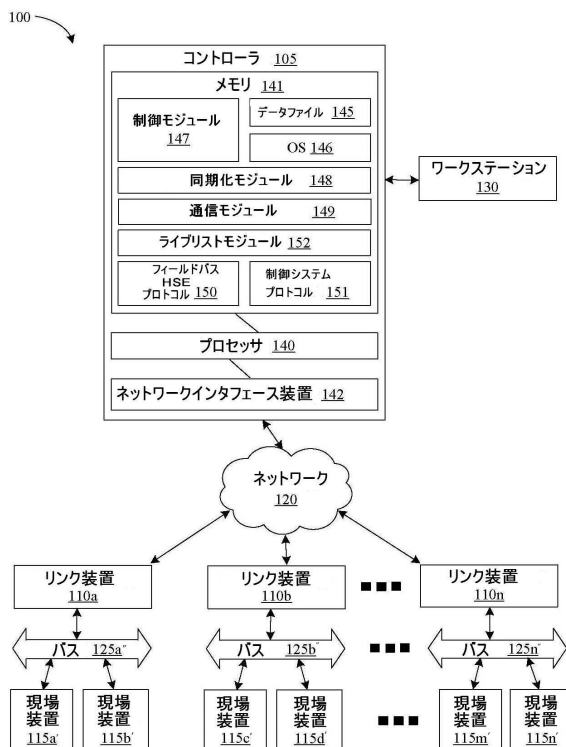 100
コントローラ 105
メモリ 141
制御モジュール
147
データファイル 145
OS 146
同期化モジュール 148
通信モジュール 149
ライブリストモジュール 152
フィールドバス
HSE
プロトコル 150
制御システム
プロトコル 151
プロセッサ 140
ネットワークインタフェース装置 142
ワークステーション
130
ネットワーク
120
リンク装置
110a
リンク装置
110b
リンク装置
110n
バス 125a"
バス 125b"
バス 125n"
現場
装置
115a'
現場
装置
115b'
現場
装置
115c'
現場
装置
115d'
現場
装置
115m'
現場
装置
115n'